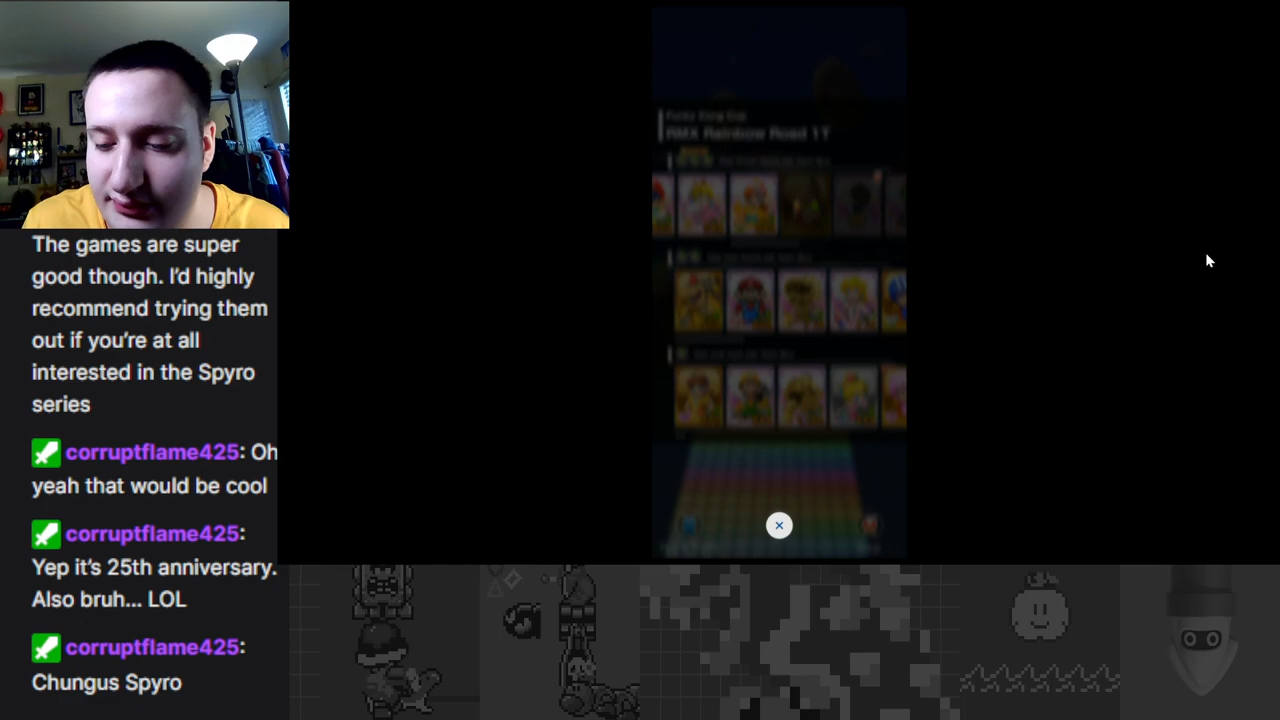 The games are super
good though. I'd highly
recommend trying them
out if you're at all
interested in the Spyro
series
corruptflame425: Oh
yeah that would be cool
corruptflame425:
Yep it's 25th anniversary.
Also bruh... LOL
corruptflame425:
Chungus Spyro
RMX Rainbow Road 1T